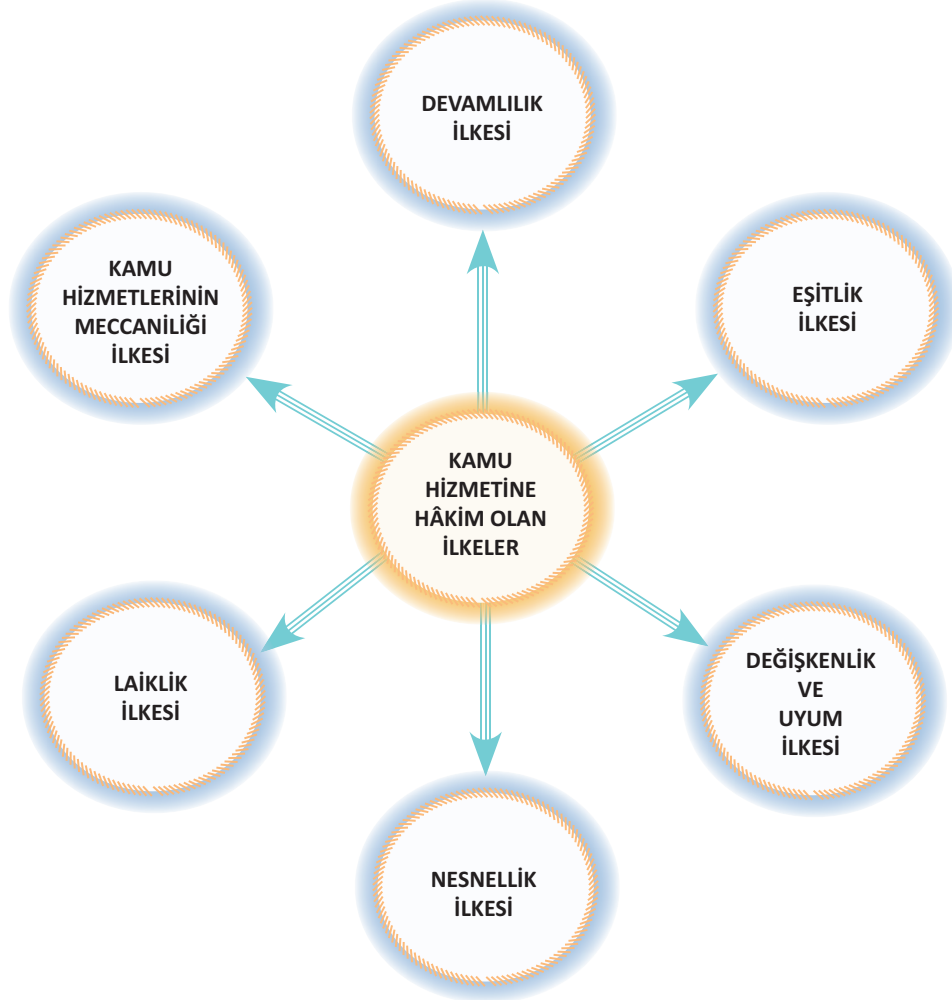 DEVAMLILIK
İLKESİ
KAMU
HİZMETLERİNİN
MECCANİLİĞİ
İLKESİ
EŞİTLİK
İLKESİ
KAMU
HİZMETİNE
HÂKİM OLAN
İLKELER
LAİKLİK
İLKESİ
DEĞİŞKENLİK
VE
UYUM
İLKESİ
NESNELLİK
İLKESİ